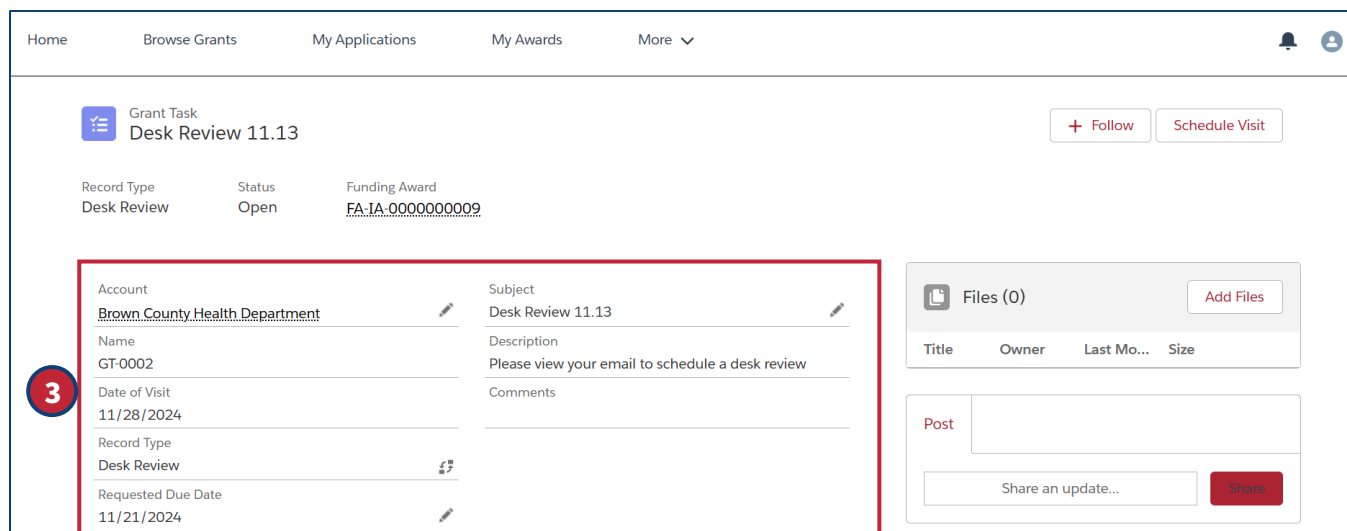 Home Browse Grants My Applications My Awards More
Grant Task
Desk Review 11.13
+ Follow Schedule Visit
Record Type Status Funding Award
Desk Review Open FA-IA-0000000009
Account
Brown County Health Department
Name
GT-0002
Date of Visit
11/28/2024
Record Type
Desk Review
Requested Due Date
11/21/2024
Subject
Desk Review 11.13
Description
Please view your email to schedule a desk review
Comments
3
Files (0) Add Files
Title Owner Last Mo... Size
Post
Share an update... Share